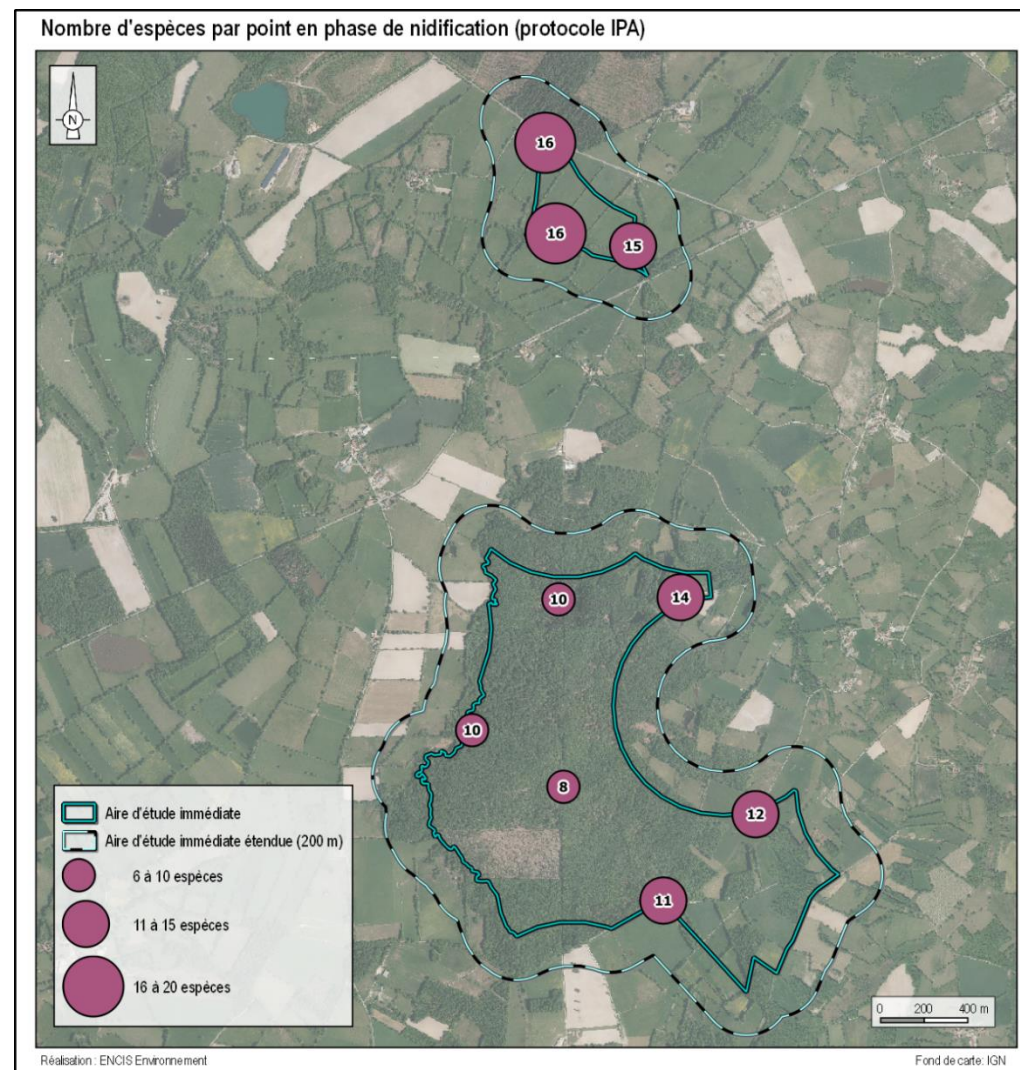 Nombre d'espèces par point en phase de nidification (protocole IPA)
N
16
16
15
10
14
10
8
12
11
Aire d'étude immédiate
Aire d'étude immédiate étendue (200 m)
6 à 10 espèces
11 à 15 espèces
16 à 20 espèces
0 200 400 m
Réalisation : ENCIS Environnement
Fond de carte: IGN